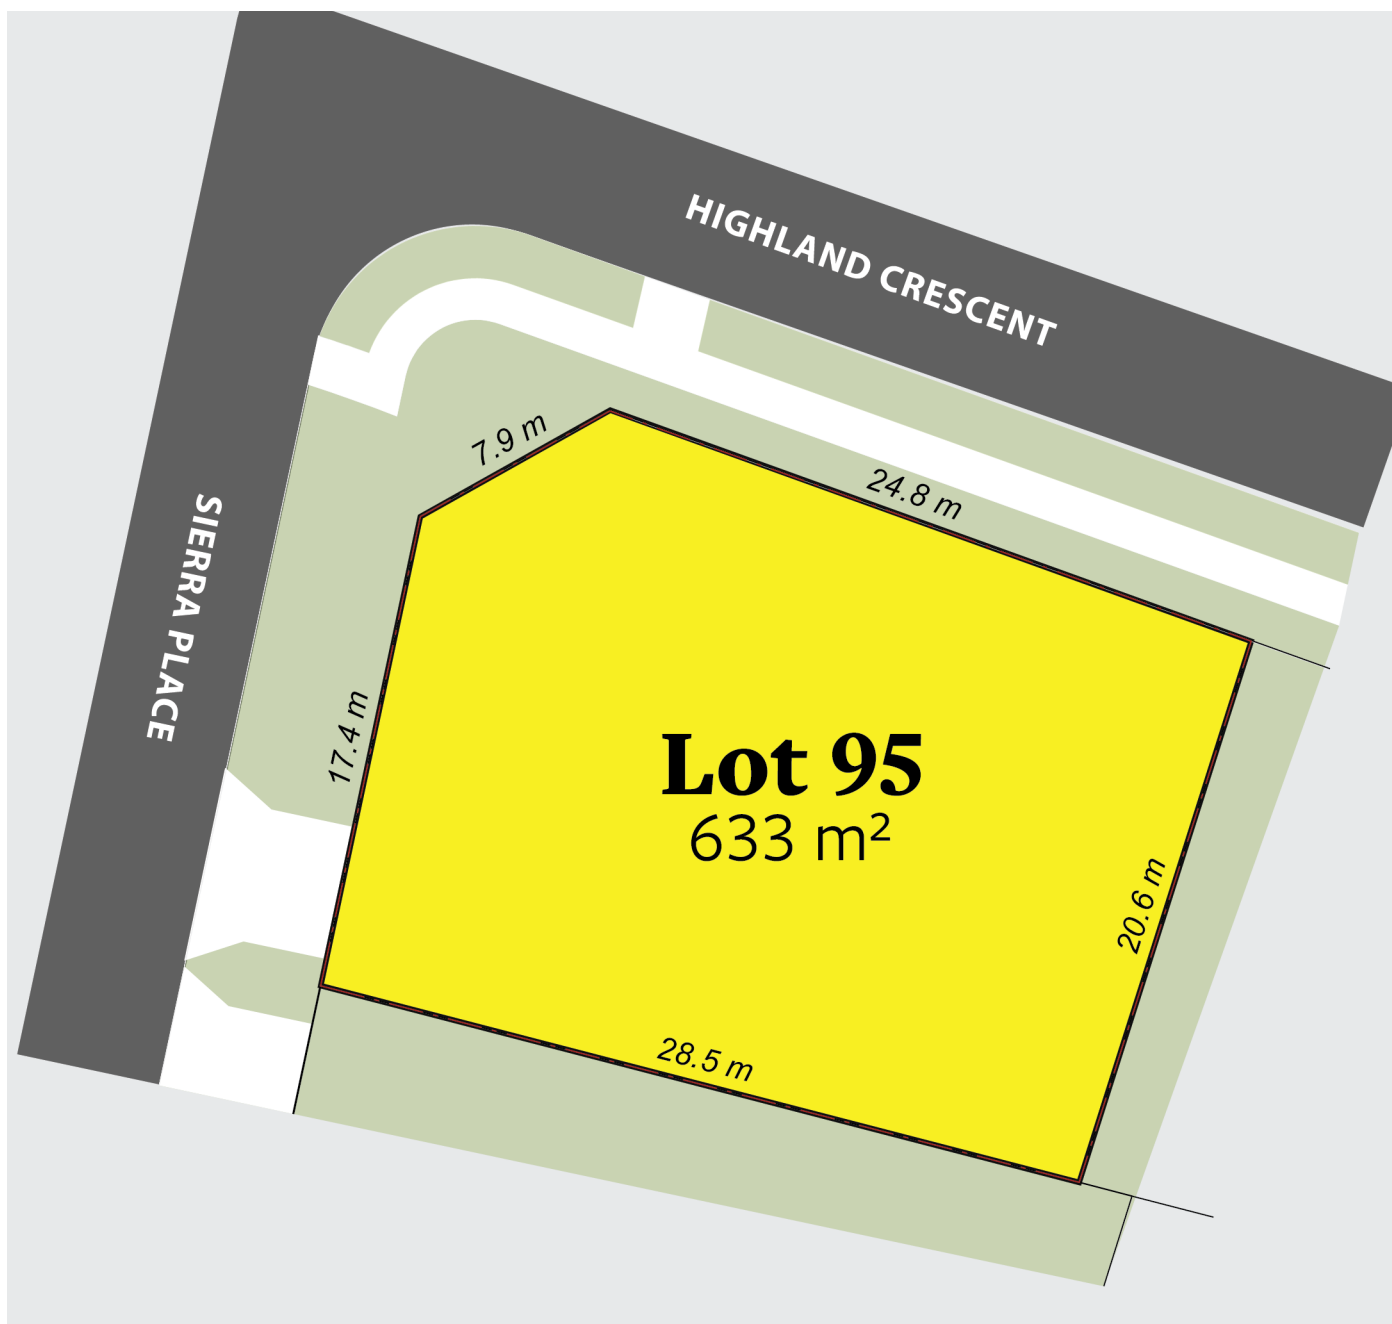 HIGHLAND CRESCENT
7.9 m
24.8 m
SIERRA PLACE
17.4 m
Lot 95
633 m²
20.6 m
28.5 m